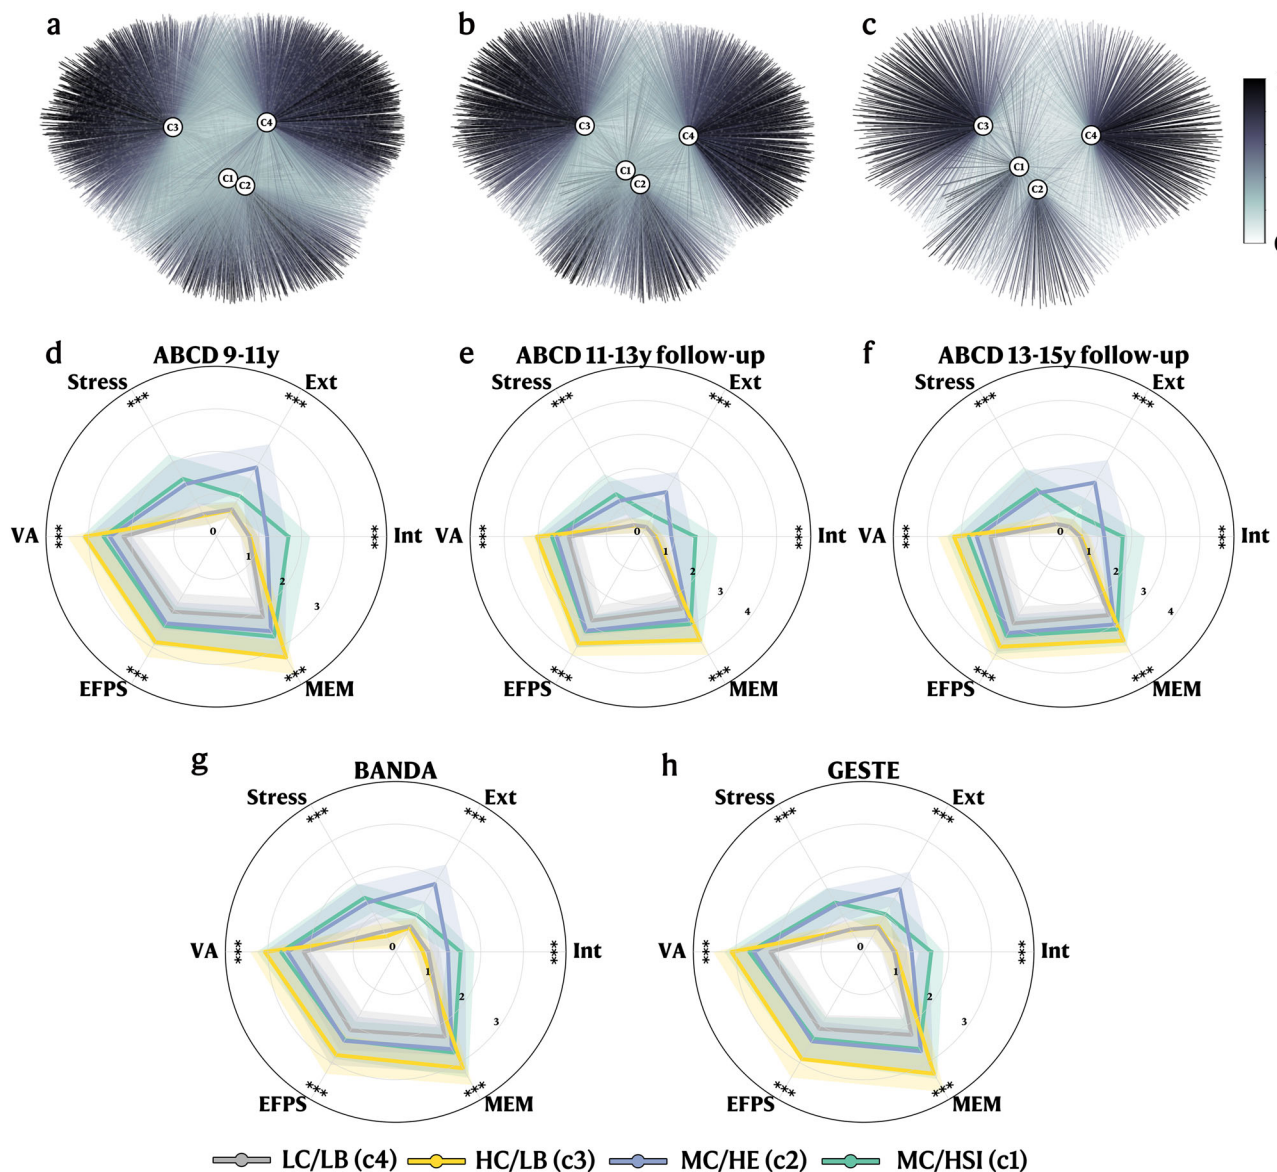 a
b
c
C3
C4
C1
C2
C3
C4
C1
C2
C3
C4
C1
C2
d
ABCD 9-11y
e
ABCD 11-13y follow-up
f
ABCD 13-15y follow-up
Stress
***
Ext
***
VA
***
Int
***
0
1
2
3
EFPS
***
MEM
***
Stress
***
Ext
***
VA
***
Int
***
0
1
2
3
4
EFPS
***
MEM
***
Stress
***
Ext
***
VA
***
Int
***
0
1
2
3
4
EFPS
***
MEM
***
g
BANDA
h
GESTE
Stress
***
Ext
***
VA
***
Int
***
0
1
2
3
EFPS
***
MEM
***
Stress
***
Ext
***
VA
***
Int
***
0
1
2
3
EFPS
***
MEM
***
LC/LB (c4) HC/LB (c3) MC/HE (c2) MC/HSI (c1)